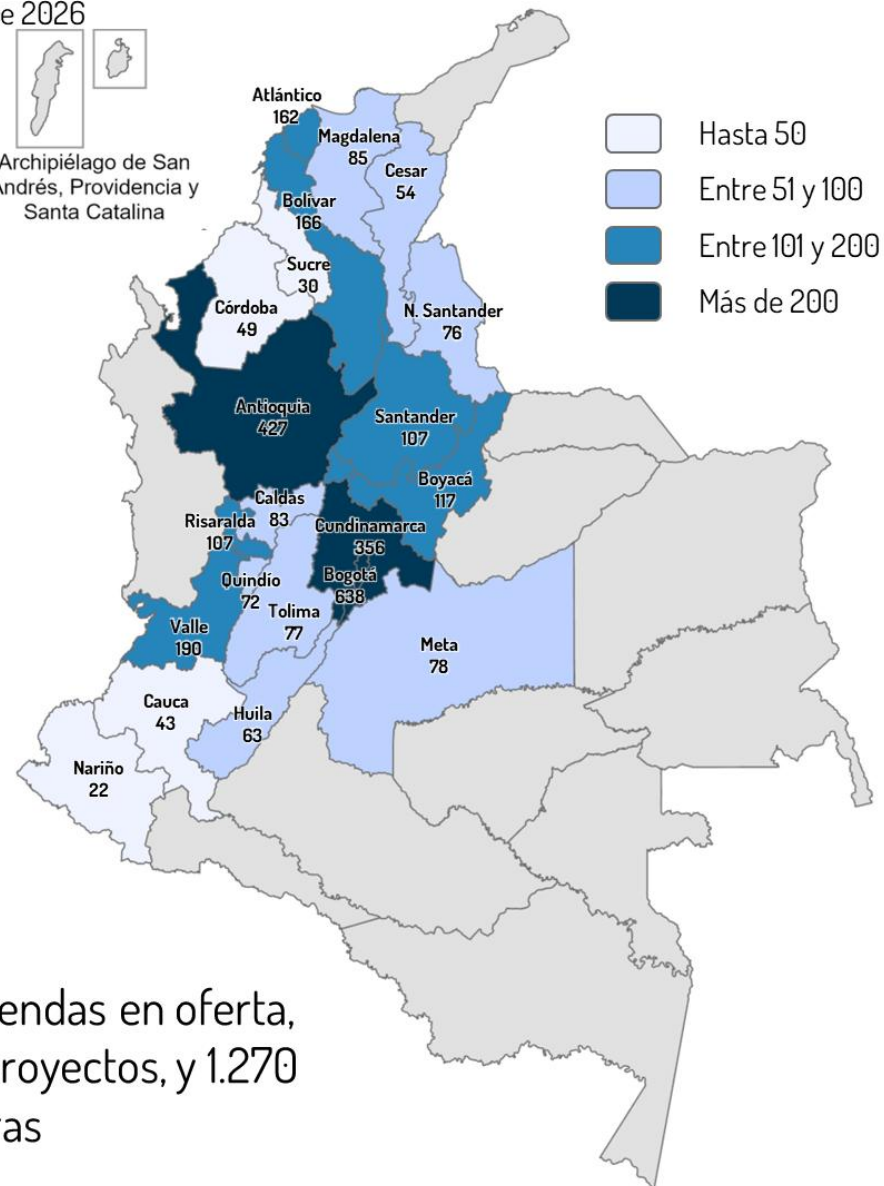 e 2026
Archipiélago de San
Andrés, Providencia y
Santa Catalina
Hasta 50
Entre 51 y 100
Entre 101 y 200
Más de 200
Atlántico
162
Magdalena
85
Cesar
54
Bolívar
166
Sucre
30
Córdoba
49
N. Santander
76
Antioquia
427
Santander
107
Boyacá
117
Caldas
83
Risaralda
107
Cundinamarca
356
Bogotá
638
Quindío
72
Tolima
77
Valle
190
Meta
78
Cauca
43
Huila
63
Nariño
22
endas en oferta,
royectos, y 1.270
ras